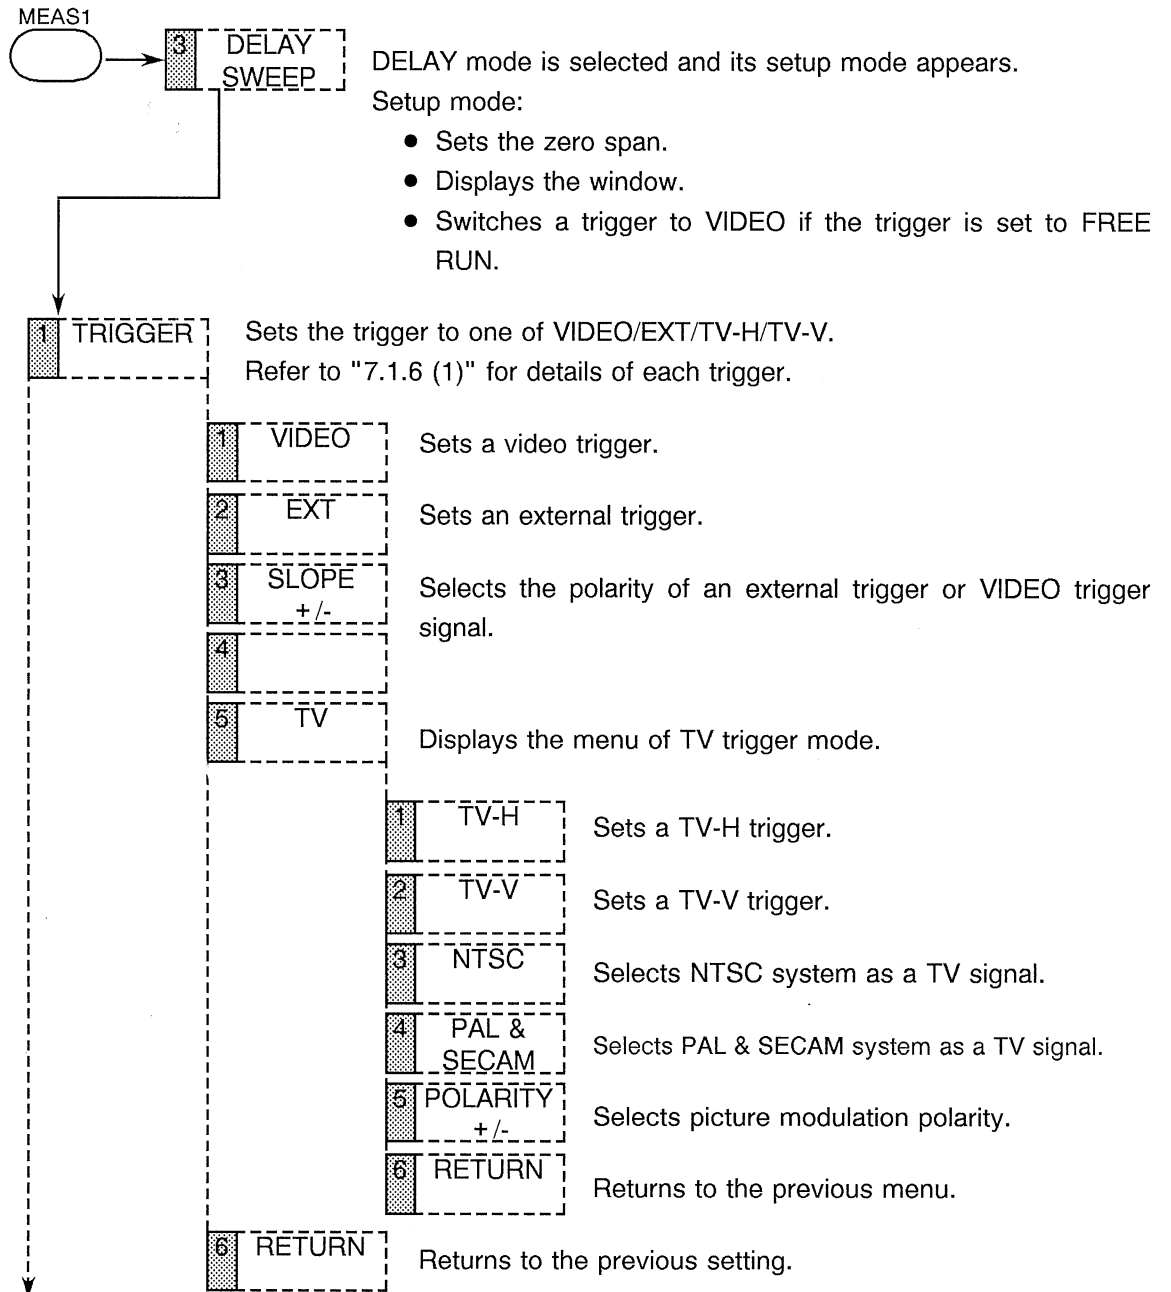 MEAS1
3 DELAY
SWEEP
DELAY mode is selected and its setup mode appears.
Setup mode:
● Sets the zero span.
● Displays the window.
● Switches a trigger to VIDEO if the trigger is set to FREE
RUN.
1 TRIGGER
Sets the trigger to one of VIDEO/EXT/TV-H/TV-V.
Refer to "7.1.6 (1)" for details of each trigger.
1 VIDEO
Sets a video trigger.
2 EXT
Sets an external trigger.
3 SLOPE
+/-
Selects the polarity of an external trigger or VIDEO trigger
signal.
4
5 TV
Displays the menu of TV trigger mode.
1 TV-H
Sets a TV-H trigger.
2 TV-V
Sets a TV-V trigger.
3 NTSC
Selects NTSC system as a TV signal.
4 PAL &
SECAM
Selects PAL & SECAM system as a TV signal.
5 POLARITY
+/-
Selects picture modulation polarity.
6 RETURN
Returns to the previous menu.
6 RETURN
Returns to the previous setting.